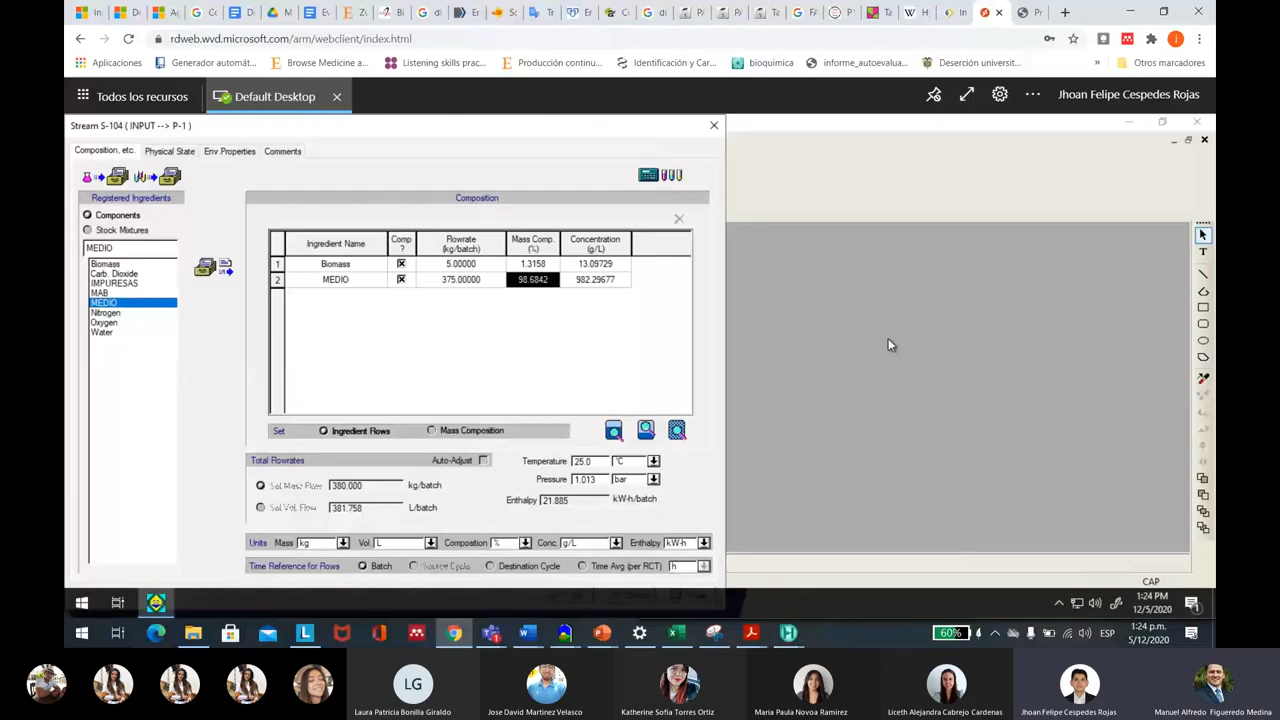 rdweb.wvd.microsoft.com/arm/webclient/index.html
Aplicaciones
Generador automát...
Browse Medicine a...
Listening skills prac...
Producción continu...
Identificación y Car...
bioquimica
informe_autoevalua...
Deserción universit...
»
Otros marcadores
Todos los recursos
Default Desktop
Jhoan Felipe Cespedes Rojas
Stream S-104 ( INPUT --> P-1 )
Composition, etc.
Physical State
Env.Properties
Comments
Registered Ingredients
Components
Stock Mixtures
MEDIO
Biomass
Carb. Dioxide
IMPURESAS
MAB
MEDIO
Nitrogen
Oxygen
Water
Composition
Ingredient Name Comp ? Flowrate (kg/batch) Mass Comp. (%) Concentration (g/L)
1 Biomass 5.00000 1.3158 13.09729
2 MEDIO 375.00000 98.6842 982.29677
Set Ingredient Flows Mass Composition
Total Flowrates Auto-Adjust
Set Mass Flow 380.000 kg/batch
Set Vol. Flow 381.758 L/batch
Temperature 25.0 °C
Pressure 1.013 bar
Enthalpy 21.885 kW-h/batch
Units Mass kg Vol. L Composition % Conc. g/L Enthalpy kW-h
Time Reference for Flows Batch Source Cycle Destination Cycle Time Avg (per RCT) h
CAP
1:24 PM
12/5/2020
60%
ESP
1:24 p.m.
5/12/2020
LG
Laura Patricia Bonilla Giraldo
Jose David Martinez Velasco
Katherine Sofia Torres Ortiz
Maria Paula Novoa Ramirez
Liceth Alejandra Cabrejo Cardenas
Jhoan Felipe Cespedes Rojas
Manuel Alfredo Figueredo Medina